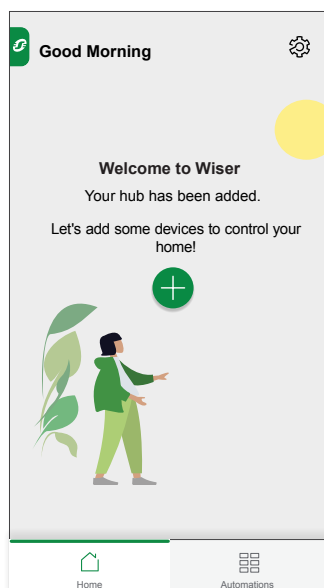 Good Morning
Welcome to Wiser
Your hub has been added.
Let's add some devices to control your
home!
Home
Automations